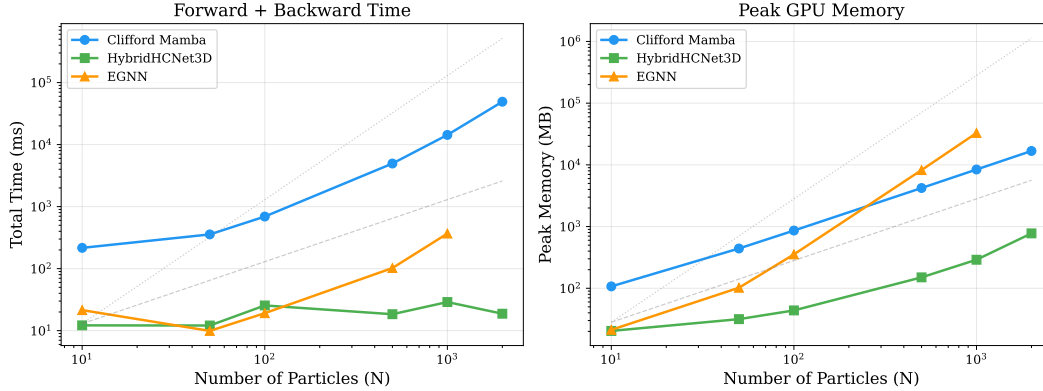 Forward + Backward Time
Clifford Mamba
HybridHCNet3D
EGNN
Total Time (ms)
10^5
10^4
10^3
10^2
10^1
10^1
10^2
10^3
Number of Particles (N)
Peak GPU Memory
Clifford Mamba
HybridHCNet3D
EGNN
Peak Memory (MB)
10^6
10^5
10^4
10^3
10^2
10^1
10^2
10^3
Number of Particles (N)